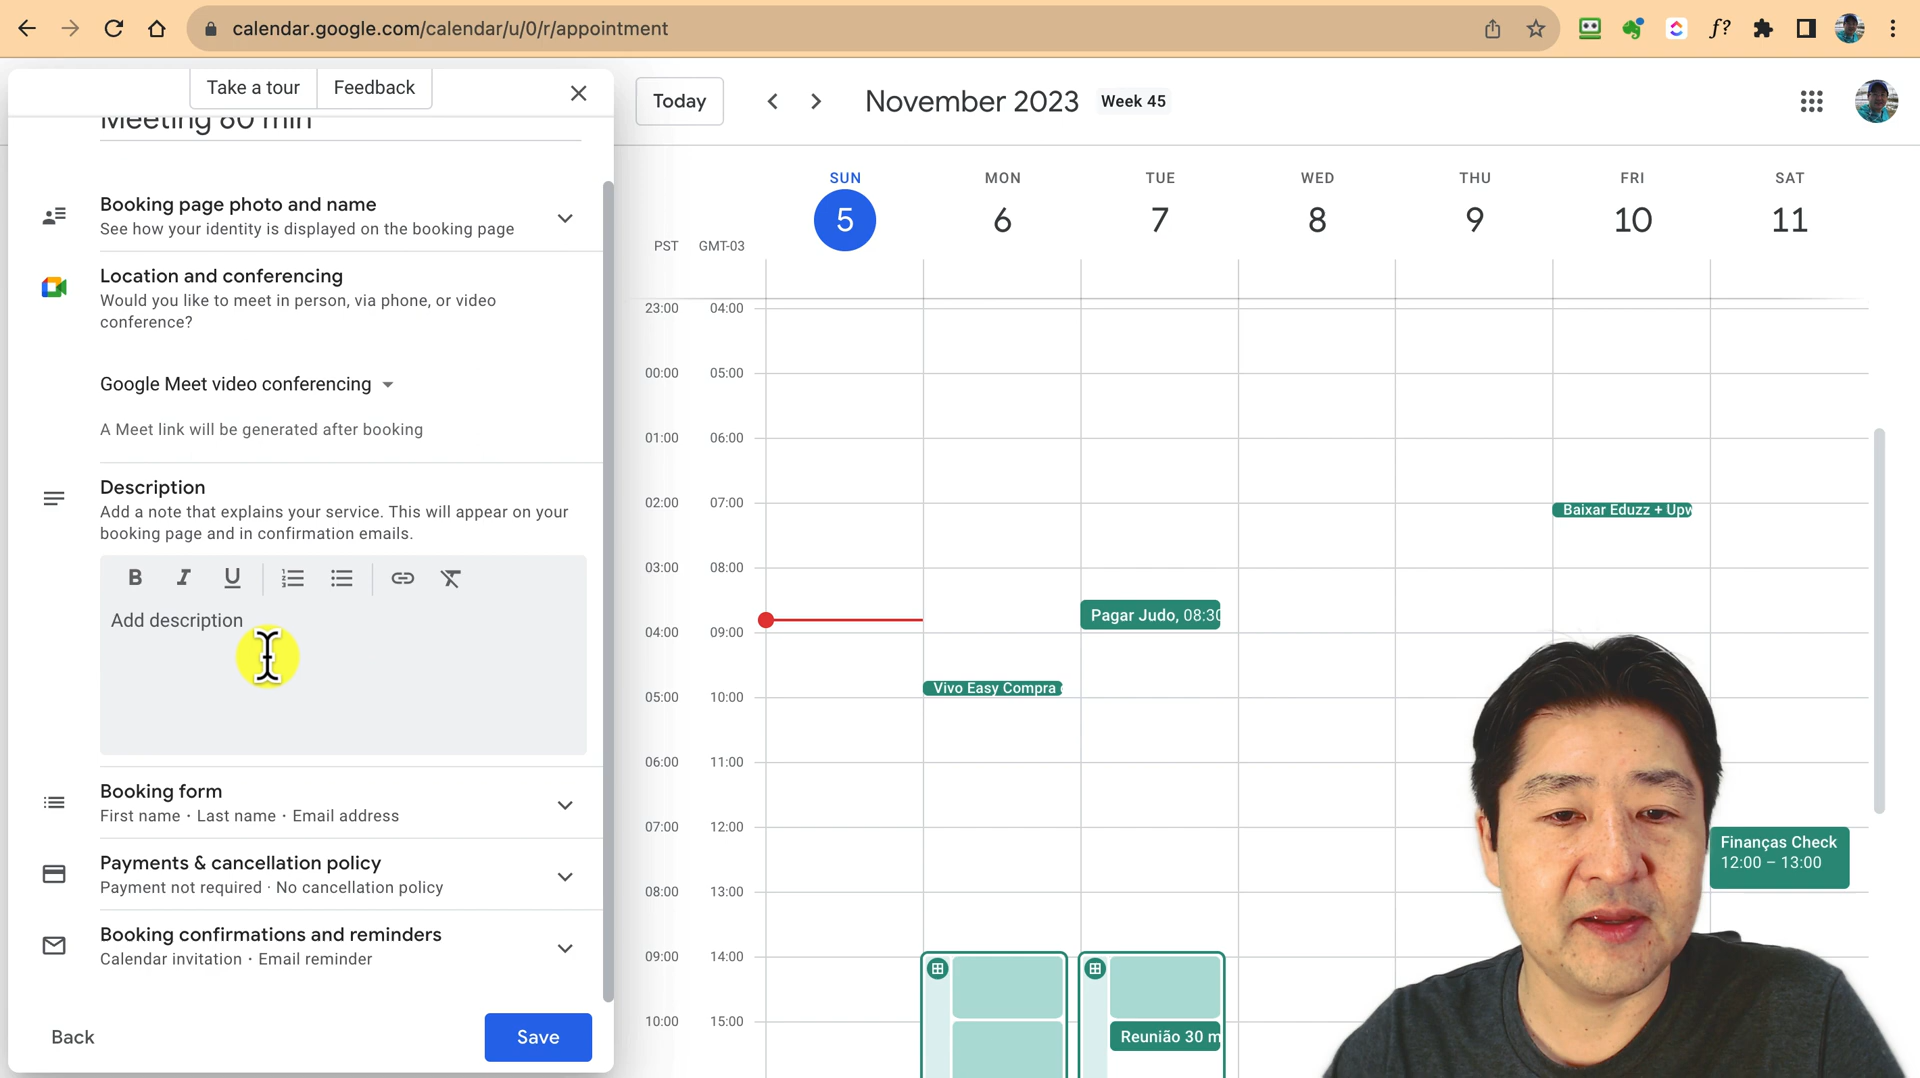 calendar.google.com/calendar/u/0/r/appointment
f?
Take a tour
Feedback
Meeting 60 min
Booking page photo and name
See how your identity is displayed on the booking page
Location and conferencing
Would you like to meet in person, via phone, or video
conference?
Google Meet video conferencing
A Meet link will be generated after booking
Description
Add a note that explains your service. This will appear on your
booking page and in confirmation emails.
B I U
Add description
Booking form
First name · Last name · Email address
Payments & cancellation policy
Payment not required · No cancellation policy
Booking confirmations and reminders
Calendar invitation · Email reminder
Back
Save
Today
November 2023
Week 45
SUN MON TUE WED THU FRI SAT
5 6 7 8 9 10 11
PST GMT-03
23:00 04:00
00:00 05:00
01:00 06:00
02:00 07:00
Baixar Eduzz + Upw
03:00 08:00
Pagar Judo, 08:30
04:00 09:00
Vivo Easy Compra
05:00 10:00
06:00 11:00
07:00 12:00
Finanças Check
12:00 – 13:00
08:00 13:00
09:00 14:00
10:00 15:00
Reunião 30 m